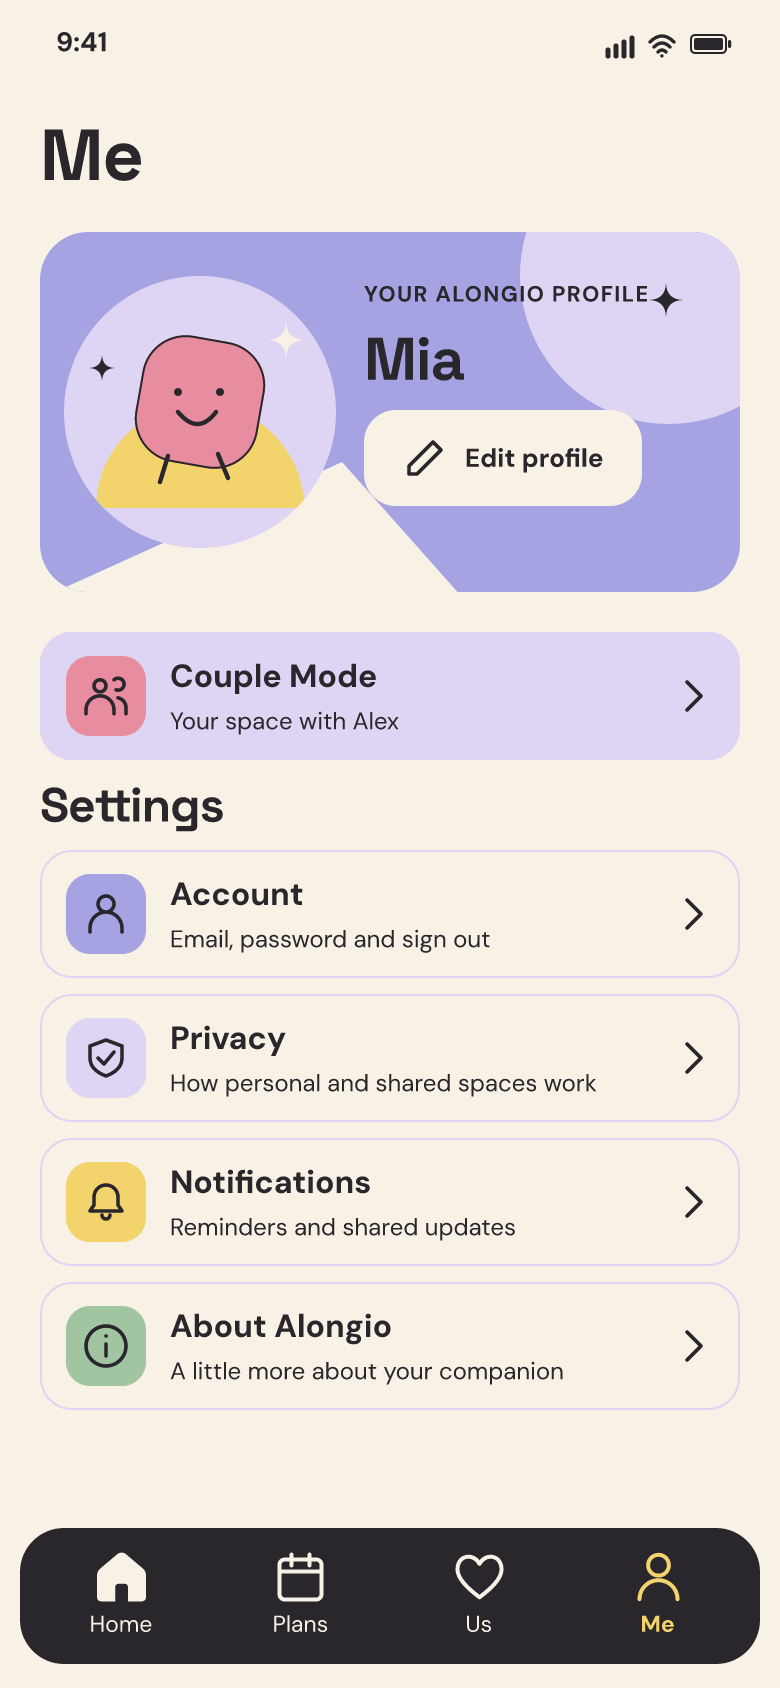 9:41
Me
YOUR ALONGIO PROFILE
Mia
Edit profile
Couple Mode
Your space with Alex
Settings
Account
Email, password and sign out
Privacy
How personal and shared spaces work
Notifications
Reminders and shared updates
About Alongio
A little more about your companion
Home Plans Us Me